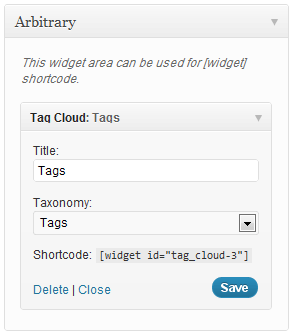 Arbitrary
This widget area can be used for [widget]
shortcode.
Tag Cloud: Tags
Title:
Tags
Taxonomy:
Tags
Shortcode: [widget id="tag_cloud-3"]
Delete | Close
Save